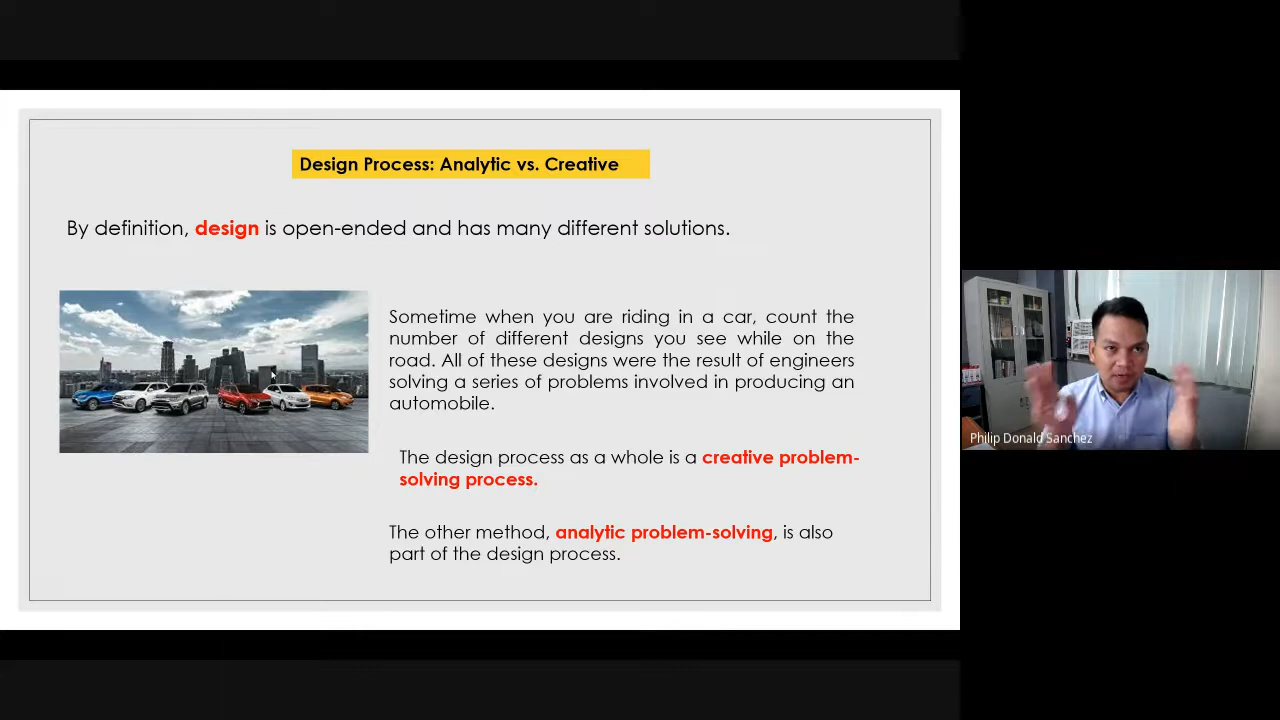 Design Process: Analytic vs. Creative
By definition, design is open-ended and has many different solutions.
Sometime when you are riding in a car, count the
number of different designs you see while on the
road. All of these designs were the result of engineers
solving a series of problems involved in producing an
automobile.
The design process as a whole is a creative problem-
solving process.
The other method, analytic problem-solving, is also
part of the design process.
Philip Donald Sanchez